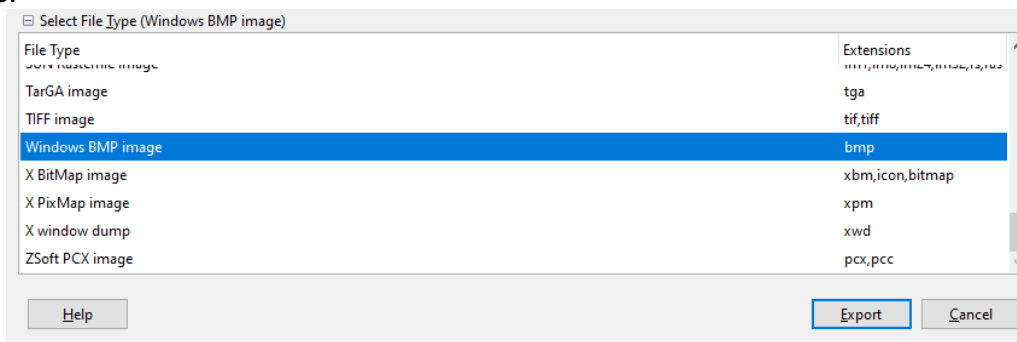 Select File Type (Windows BMP image)
File Type Extensions
TarGA image tga
TIFF image tif,tiff
Windows BMP image bmp
X BitMap image xbm,icon,bitmap
X PixMap image xpm
X window dump xwd
ZSoft PCX image pcx,pcc
Help Export Cancel